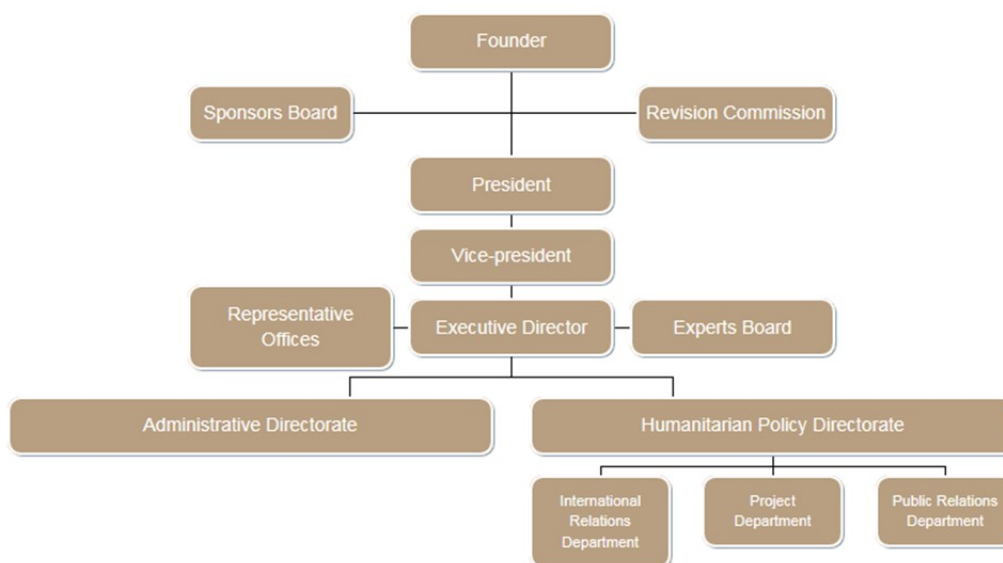 Founder
Sponsors Board
Revision Commission
President
Vice-president
Representative
Offices
Executive Director
Experts Board
Administrative Directorate
Humanitarian Policy Directorate
International
Relations
Department
Project
Department
Public Relations
Department